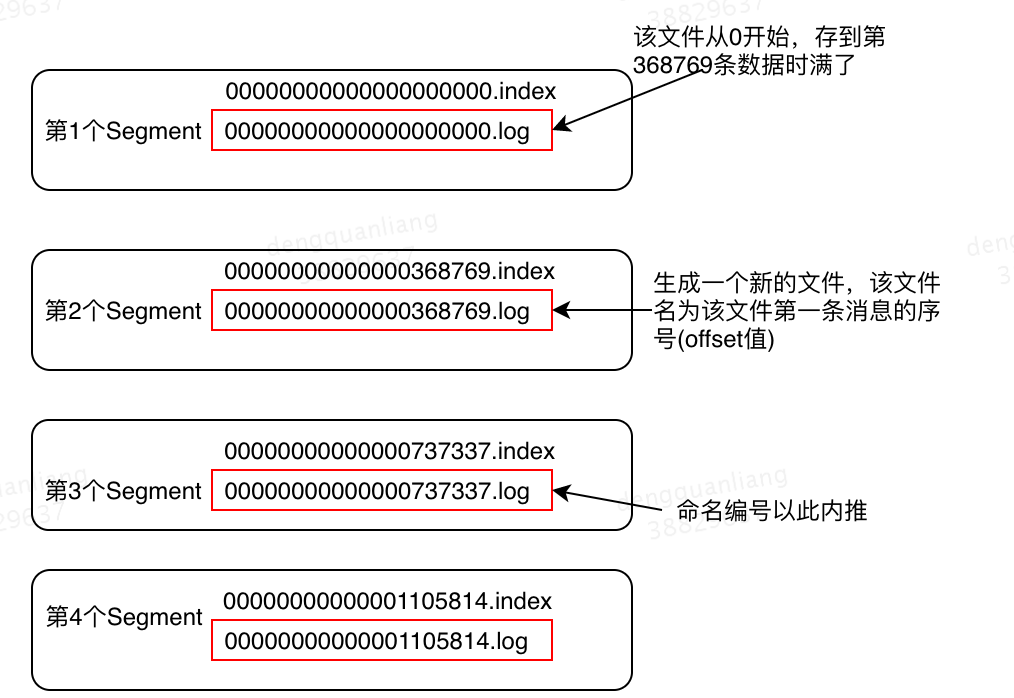 38829637
该文件从0开始，存到第
368769条数据时满了
00000000000000000000.index
第1个Segment
00000000000000000000.log
dengquanliang
38829637
00000000000000368769.index
第2个Segment
00000000000000368769.log
生成一个新的文件，该文件
名为该文件第一条消息的序
号(offset值)
00000000000000737337.index
第3个Segment
00000000000000737337.log
dengquanliang
38829637
命名编号以此内推
00000000000001105814.index
第4个Segment
00000000000001105814.log